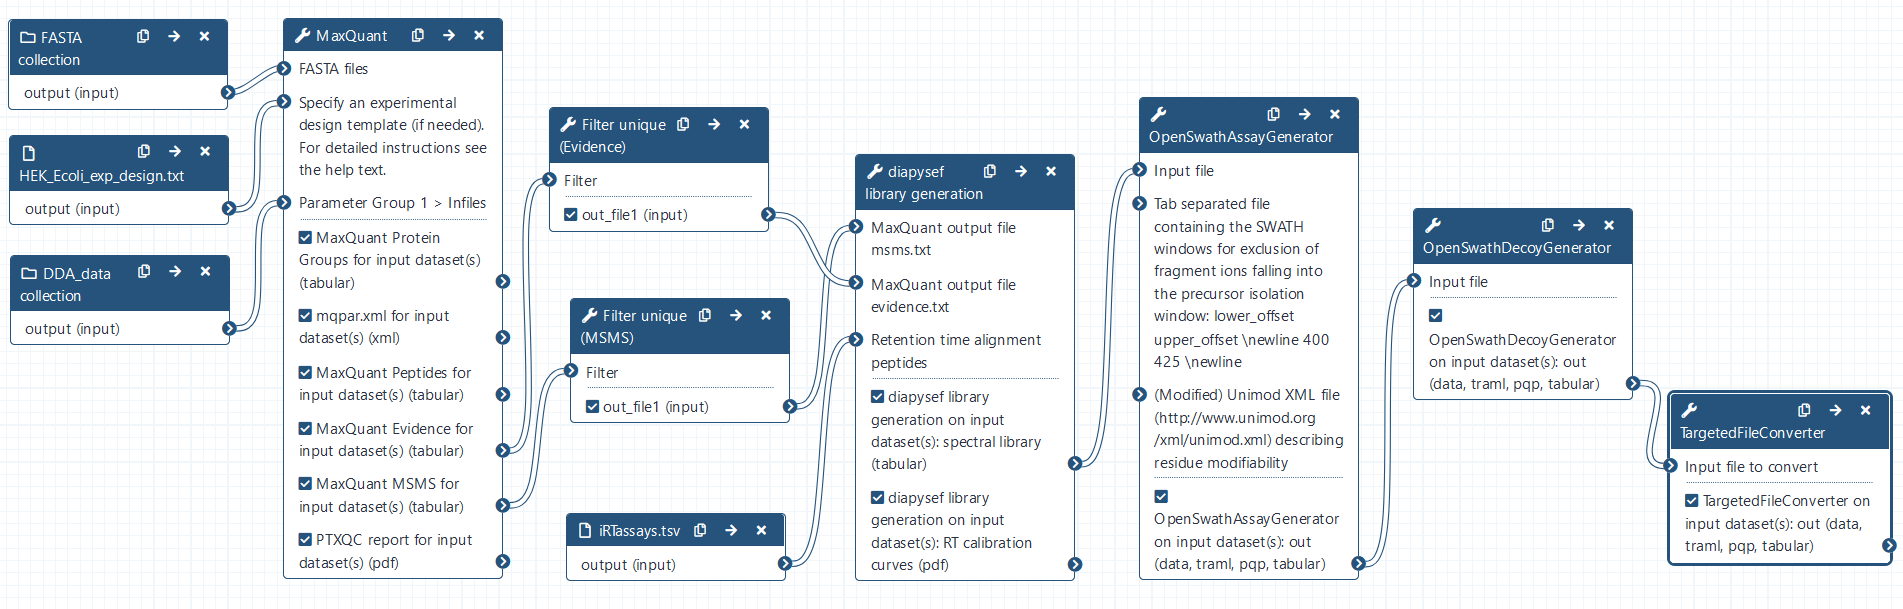 FASTA
collection
output (input)
HEK_Ecoli_exp_design.txt
output (input)
DDA_data
collection
output (input)
MaxQuant
FASTA files
Specify an experimental
design template (if needed).
For detailed instructions see
the help text.
Parameter Group 1 > Infiles
MaxQuant Protein
Groups for input dataset(s)
(tabular)
mqpar.xml for input
dataset(s) (xml)
MaxQuant Peptides for
input dataset(s) (tabular)
MaxQuant Evidence for
input dataset(s) (tabular)
MaxQuant MSMS for
input dataset(s) (tabular)
PTXQC report for input
dataset(s) (pdf)
Filter unique
(Evidence)
Filter
out_file1 (input)
Filter unique
(MSMS)
Filter
out_file1 (input)
iRTassays.tsv
output (input)
diapysef
library generation
MaxQuant output file
msms.txt
MaxQuant output file
evidence.txt
Retention time alignment
peptides
diapysef library
generation on input
dataset(s): spectral library
(tabular)
diapysef library
generation on input
dataset(s): RT calibration
curves (pdf)
OpenSwathAssayGenerator
Input file
Tab separated file
containing the SWATH
windows for exclusion of
fragment ions falling into
the precursor isolation
window: lower_offset
upper_offset \newline 400
425 \newline
(Modified) Unimod XML file
(http://www.unimod.org
/xml/unimod.xml) describing
residue modifiability
OpenSwathAssayGenerator
on input dataset(s): out
(data, traml, pqp, tabular)
OpenSwathDecoyGenerator
Input file
OpenSwathDecoyGenerator
on input dataset(s): out
(data, traml, pqp, tabular)
TargetedFileConverter
Input file to convert
TargetedFileConverter on
input dataset(s): out (data,
traml, pqp, tabular)